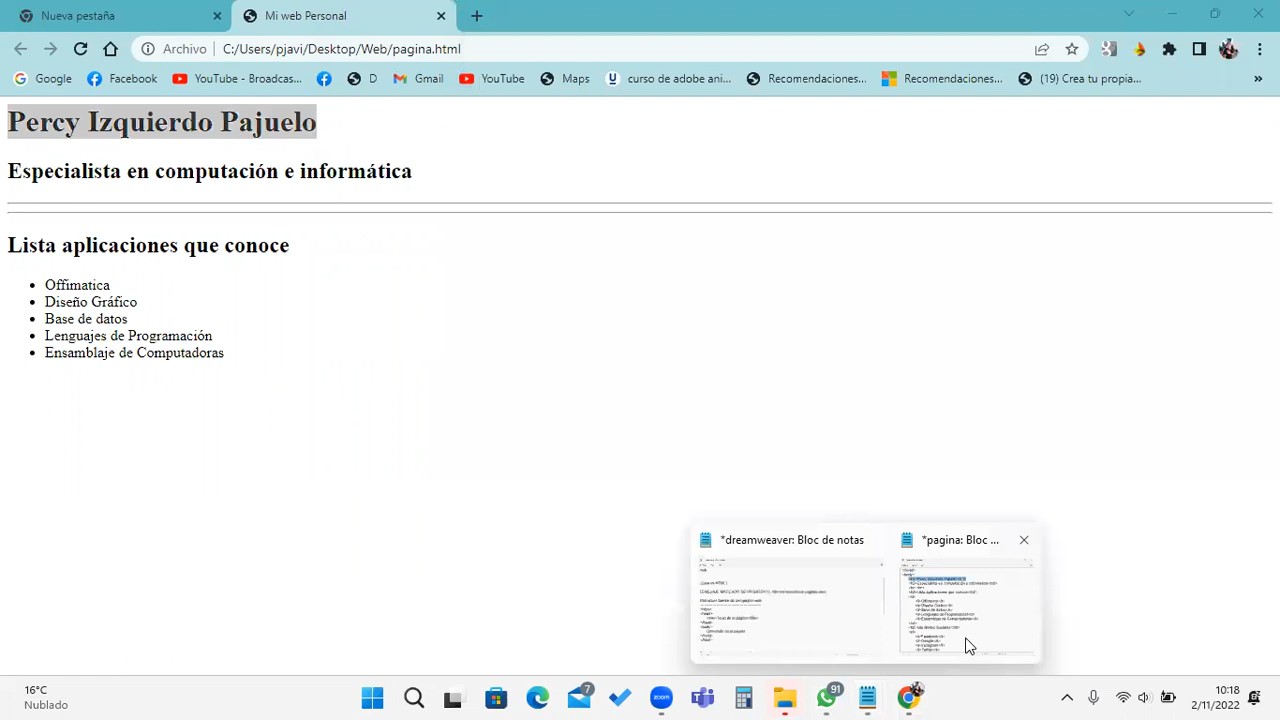 Nueva pestaña
Mi web Personal
Archivo
C:/Users/pjavi/Desktop/Web/pagina.html
Google
Facebook
YouTube - Broadcas...
D
Gmail
YouTube
Maps
curso de adobe ani...
Recomendaciones...
Recomendaciones...
(19) Crea tu propia...
»
Percy Izquierdo Pajuelo
Especialista en computación e informática
Lista aplicaciones que conoce
• Offimatica
• Diseño Gráfico
• Base de datos
• Lenguajes de Programación
• Ensamblaje de Computadoras
*dreamweaver: Bloc de notas
*pagina: Bloc ...
16°C
Nublado
7
zoom
91
10:18
2/11/2022